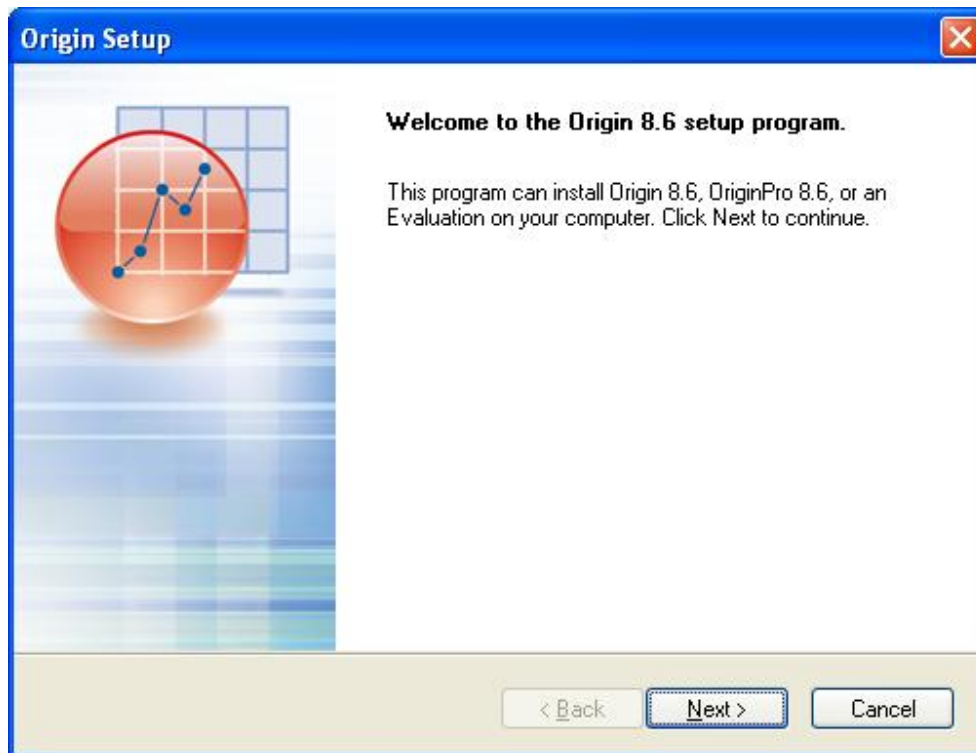 Origin Setup
Welcome to the Origin 8.6 setup program.
This program can install Origin 8.6, OriginPro 8.6, or an
Evaluation on your computer. Click Next to continue.
< Back Next > Cancel